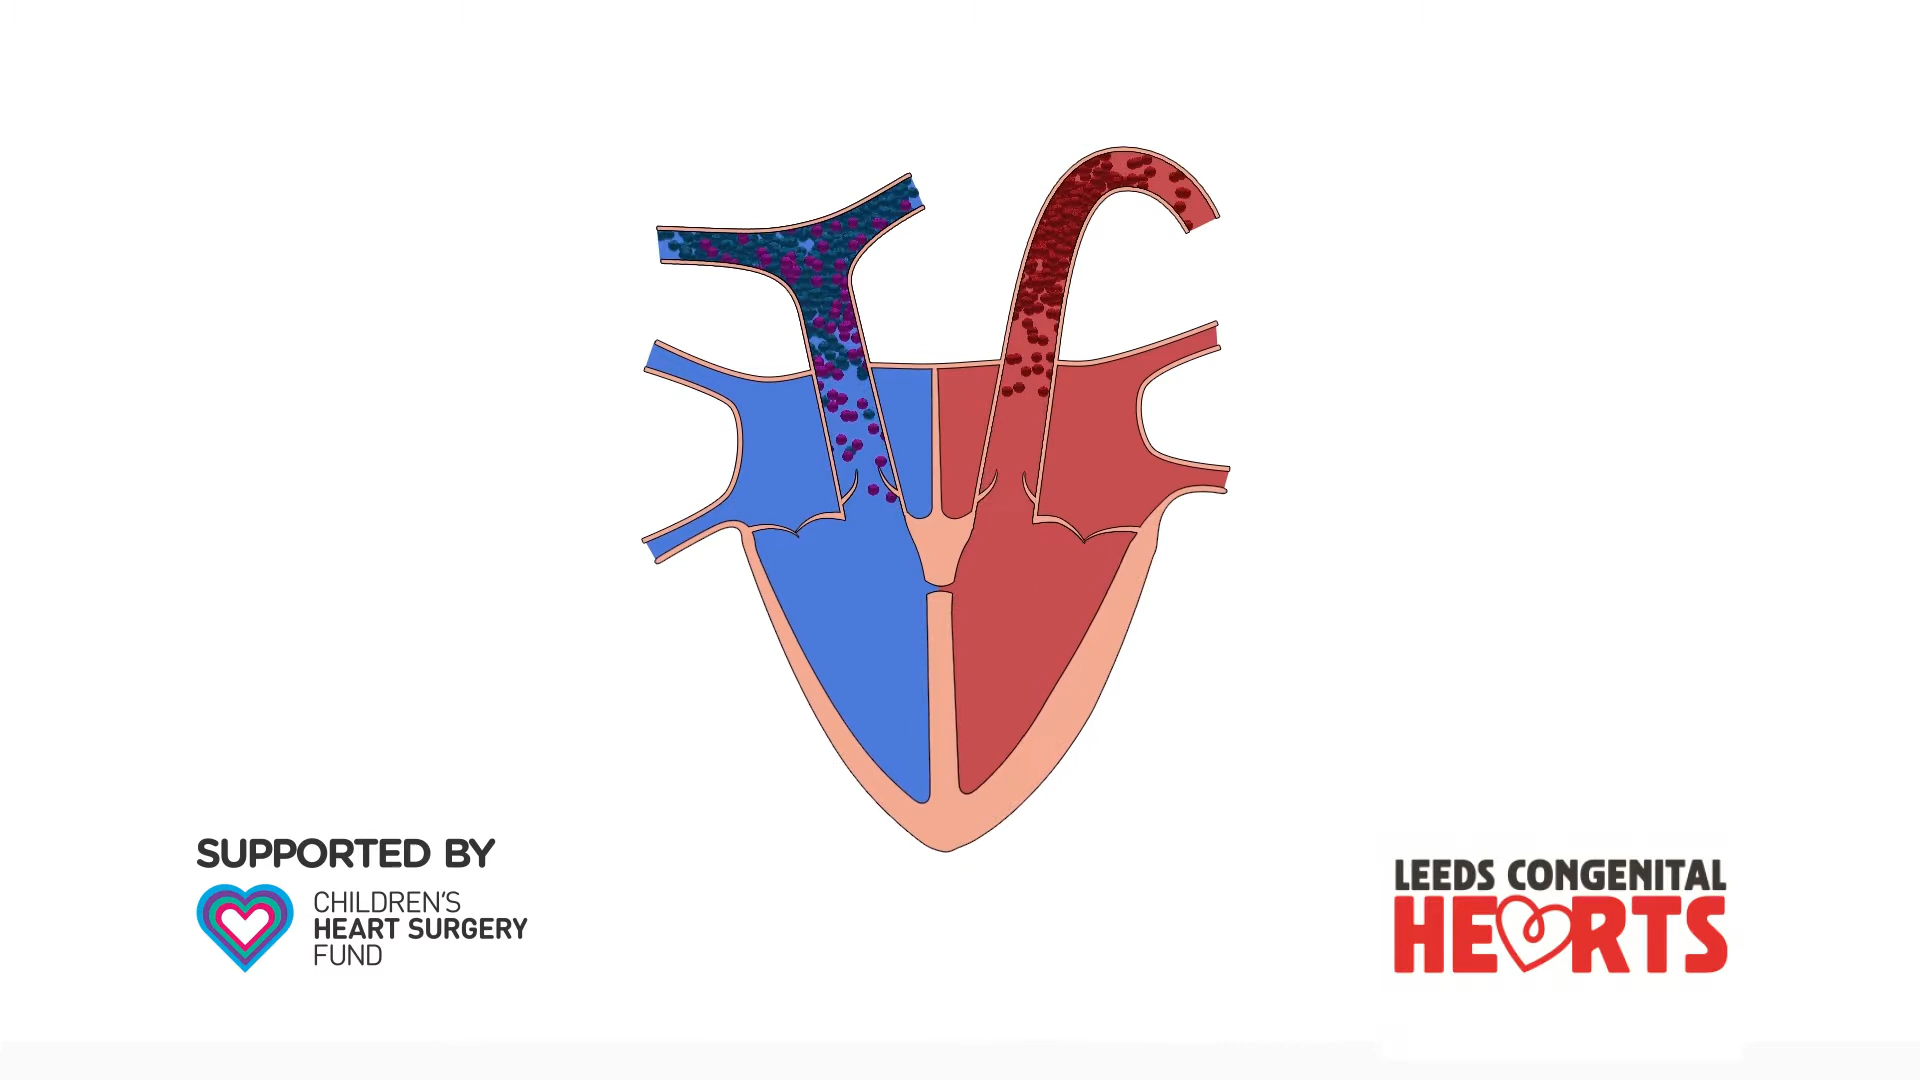 SUPPORTED BY
CHILDREN'S
HEART SURGERY
FUND
LEEDS CONGENITAL
HEARTS